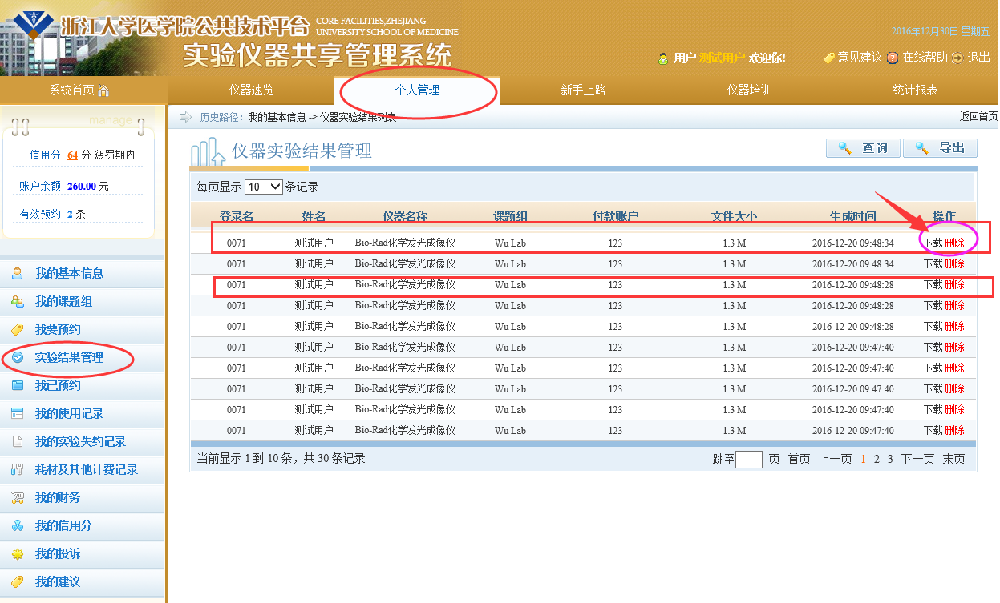 浙江大学医学院公共技术平台
CORE FACILITIES,ZHEJIANG
UNIVERSITY SCHOOL OF MEDICINE
实验仪器共享管理系统
2016年12月30日 星期五
用户 测试用户 欢迎你!
意见建议 在线帮助 退出
系统首页 仪器速览 个人管理 新手上路 仪器培训 统计报表
manage
信用分 64 分 惩罚期内
账户余额 260.00 元
有效预约 2 条
我的基本信息
我的课题组
我要预约
实验结果管理
我已预约
我的使用记录
我的实验失约记录
耗材及其他计费记录
我的财务
我的信用分
我的投诉
我的建议
历史路径： 我的基本信息 -> 仪器实验结果列表 返回首页
仪器实验结果管理
查询 导出
每页显示 10 条记录
登录名 姓名 仪器名称 课题组 付款账户 文件大小 生成时间 操作
0071 测试用户 Bio-Rad化学发光成像仪 Wu Lab 123 1.3 M 2016-12-20 09:48:34 下载 删除
0071 测试用户 Bio-Rad化学发光成像仪 Wu Lab 123 1.3 M 2016-12-20 09:48:34 下载 删除
0071 测试用户 Bio-Rad化学发光成像仪 Wu Lab 123 1.3 M 2016-12-20 09:48:28 下载 删除
0071 测试用户 Bio-Rad化学发光成像仪 Wu Lab 123 1.3 M 2016-12-20 09:48:28 下载 删除
0071 测试用户 Bio-Rad化学发光成像仪 Wu Lab 123 1.3 M 2016-12-20 09:48:28 下载 删除
0071 测试用户 Bio-Rad化学发光成像仪 Wu Lab 123 1.3 M 2016-12-20 09:47:40 下载 删除
0071 测试用户 Bio-Rad化学发光成像仪 Wu Lab 123 1.3 M 2016-12-20 09:47:40 下载 删除
0071 测试用户 Bio-Rad化学发光成像仪 Wu Lab 123 1.3 M 2016-12-20 09:47:40 下载 删除
0071 测试用户 Bio-Rad化学发光成像仪 Wu Lab 123 1.3 M 2016-12-20 09:47:40 下载 删除
0071 测试用户 Bio-Rad化学发光成像仪 Wu Lab 123 1.3 M 2016-12-20 09:47:40 下载 删除
当前显示 1 到 10 条，共 30 条记录 跳至 页 首页 上一页 1 2 3 下一页 末页